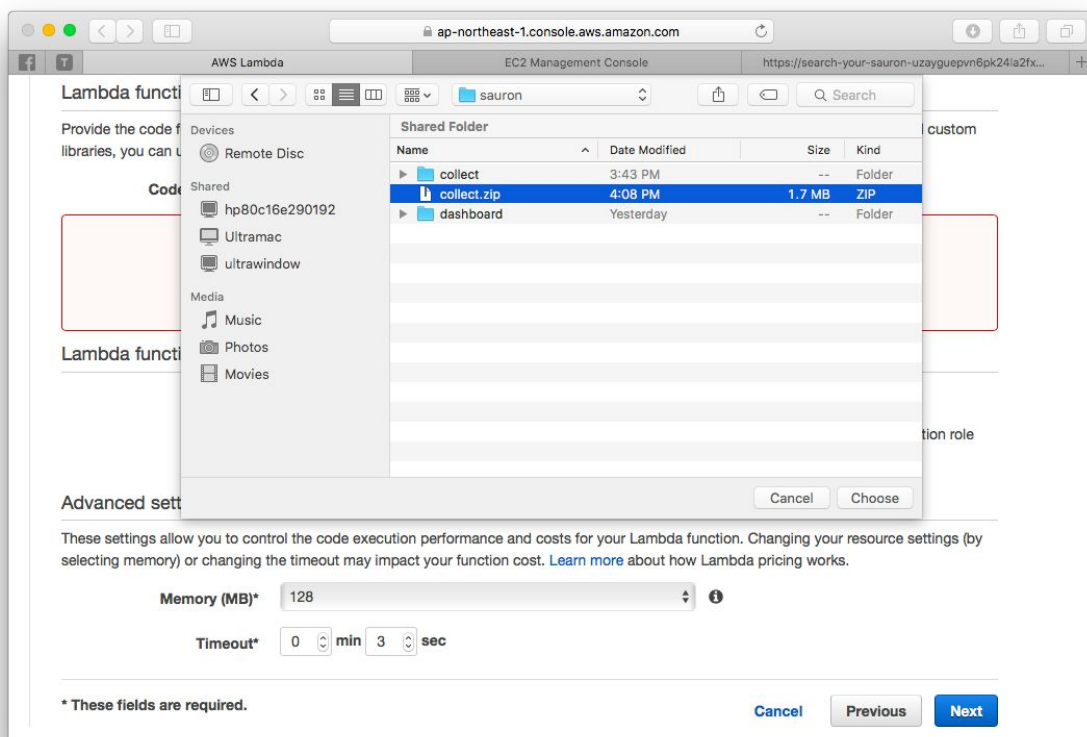 ap-northeast-1.console.aws.amazon.com
T
AWS Lambda
EC2 Management Console
Lambda functi
sauron
Search
Provide the code f
custom
libraries, you can u
Code
Devices
Remote Disc
Shared
hp80c16e290192
Ultramac
ultrawindow
Media
Music
Photos
Movies
Shared Folder
Name Date Modified Size Kind
collect 3:43 PM -- Folder
collect.zip 4:08 PM 1.7 MB ZIP
dashboard Yesterday -- Folder
Lambda functi
tion role
Cancel Choose
Advanced sett
These settings allow you to control the code execution performance and costs for your Lambda function. Changing your resource settings (by
selecting memory) or changing the timeout may impact your function cost. Learn more about how Lambda pricing works.
Memory (MB)* 128
Timeout* 0 min 3 sec
* These fields are required.
Cancel Previous Next